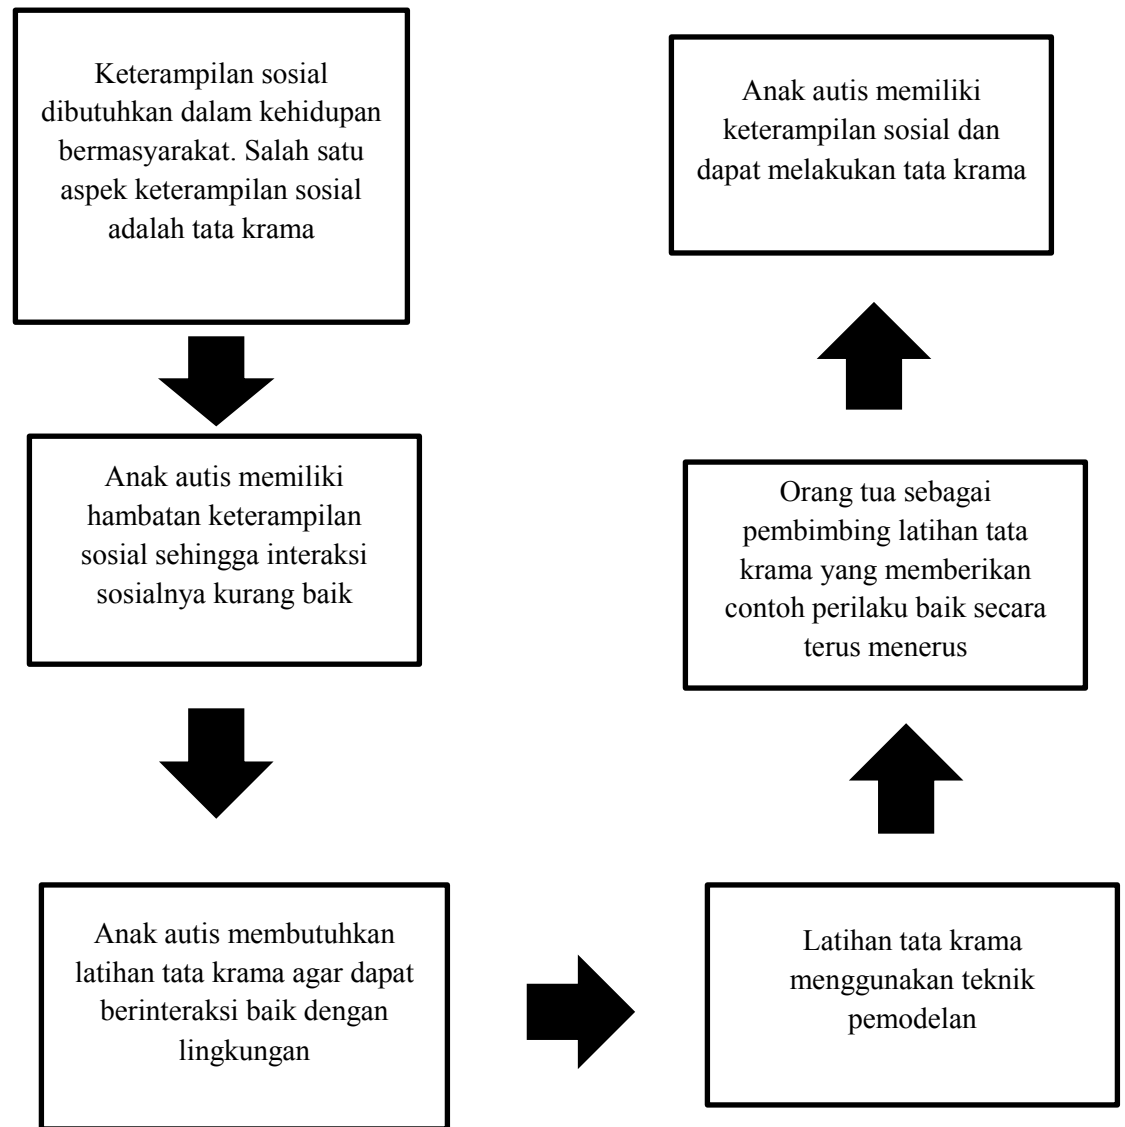 Keterampilan sosial
dibutuhkan dalam kehidupan
bermasyarakat. Salah satu
aspek keterampilan sosial
adalah tata krama
Anak autis memiliki
hambatan keterampilan
sosial sehingga interaksi
sosialnya kurang baik
Anak autis membutuhkan
latihan tata krama agar dapat
berinteraksi baik dengan
lingkungan
Latihan tata krama
menggunakan teknik
pemodelan
Orang tua sebagai
pembimbing latihan tata
krama yang memberikan
contoh perilaku baik secara
terus menerus
Anak autis memiliki
keterampilan sosial dan
dapat melakukan tata krama